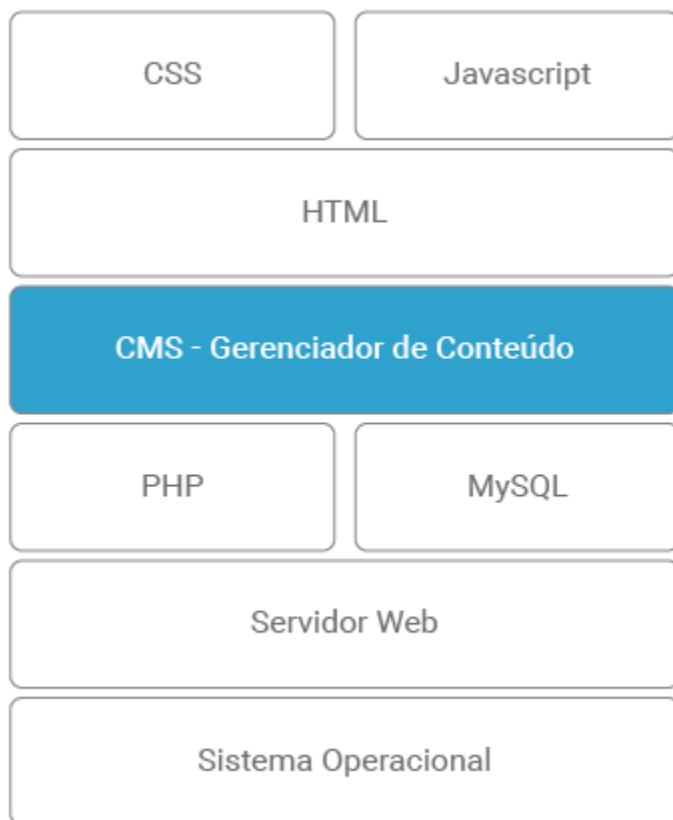 CSS
Javascript
HTML
CMS - Gerenciador de Conteúdo
PHP
MySQL
Servidor Web
Sistema Operacional